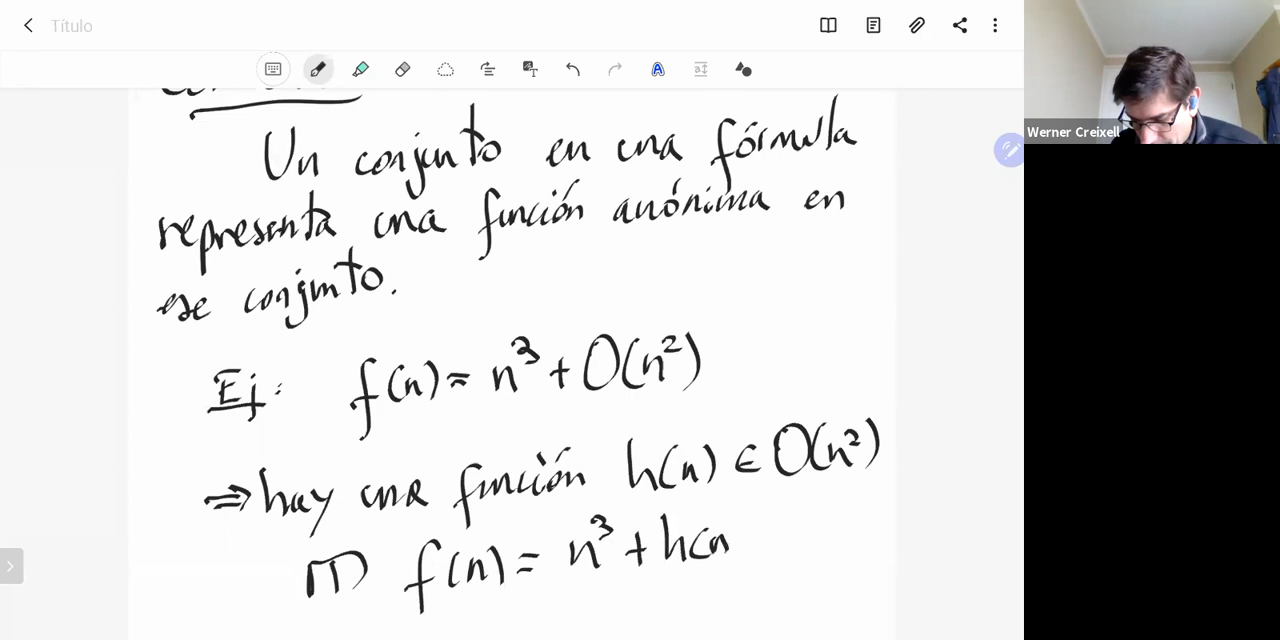 Título
Un conjunto en una fórmula
representa una función anónima en
ese conjunto.
Ej: f(n) = n³ + O(n²)
⇒ hay una función h(n) ∈ O(n²)
f(n) = n³ + h(n
Werner Creixell